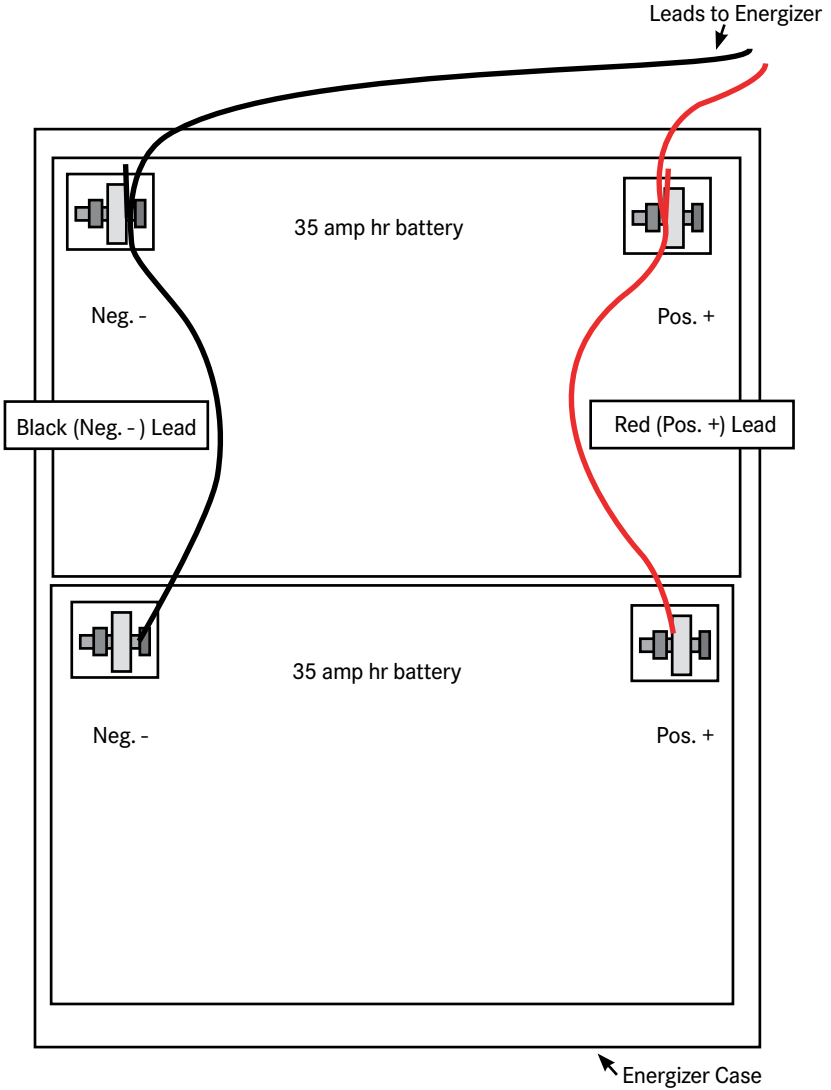 Leads to Energizer
35 amp hr battery
Neg. -
Pos. +
Black (Neg. - ) Lead
Red (Pos. +) Lead
35 amp hr battery
Neg. -
Pos. +
Energizer Case